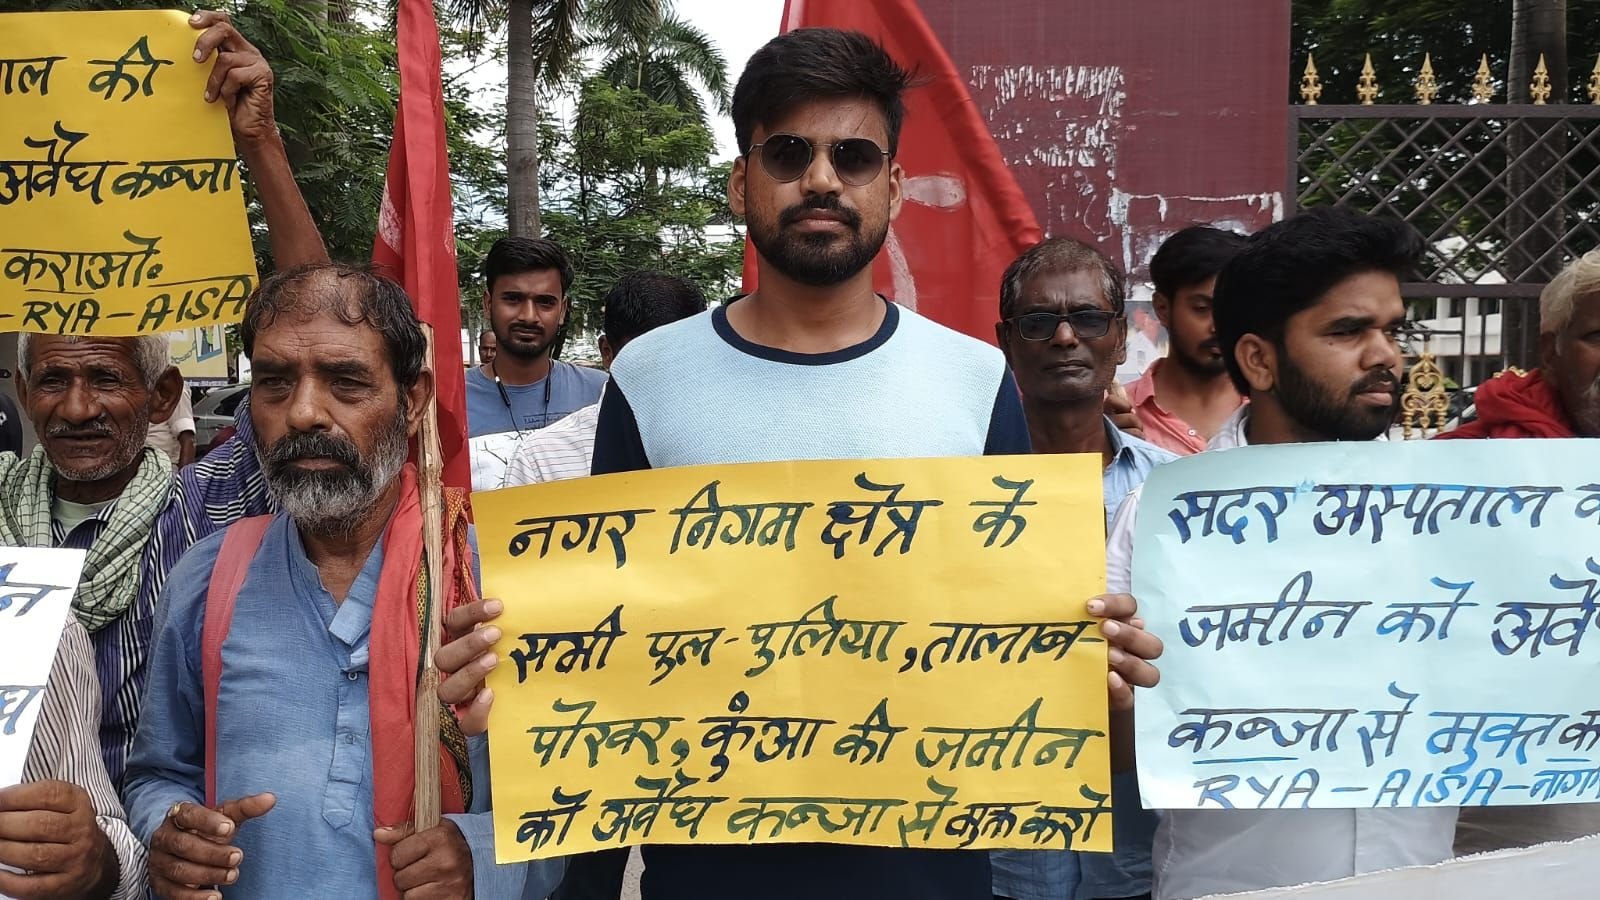 की
अवैध कब्जा
कराओ.
- RYA - AISA
नगर निगम क्षेत्र के
सभी पुल-पुलिया, तालाब-
पोखर, कुंआ की जमीन
को अवैध कब्जा से मुक्त करो
सदर अस्पताल
जमीन को
कब्जा से मुक्त
RYA - AISA -